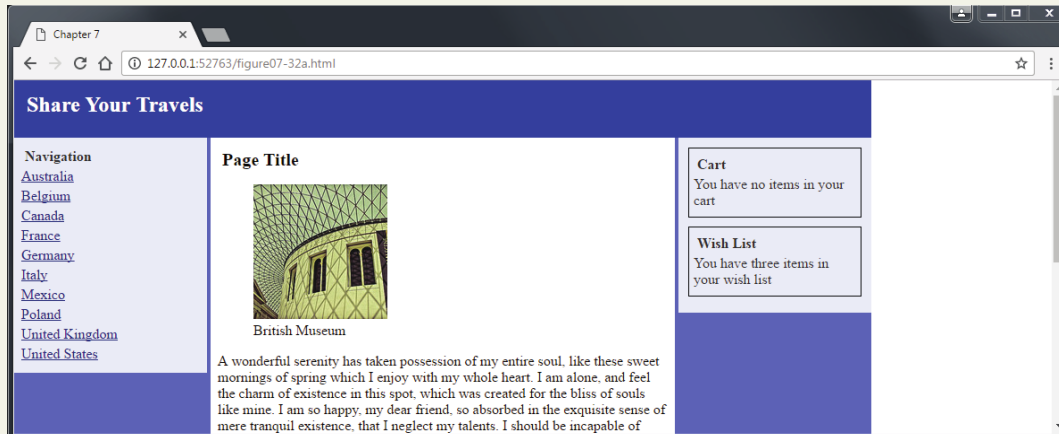 Chapter 7
127.0.0.1:52763/figure07-32a.html
Share Your Travels
Navigation
Australia
Belgium
Canada
France
Germany
Italy
Mexico
Poland
United Kingdom
United States
Page Title
British Museum
A wonderful serenity has taken possession of my entire soul, like these sweet
mornings of spring which I enjoy with my whole heart. I am alone, and feel
the charm of existence in this spot, which was created for the bliss of souls
like mine. I am so happy, my dear friend, so absorbed in the exquisite sense of
mere tranquil existence, that I neglect my talents. I should be incapable of
Cart
You have no items in your
cart
Wish List
You have three items in
your wish list